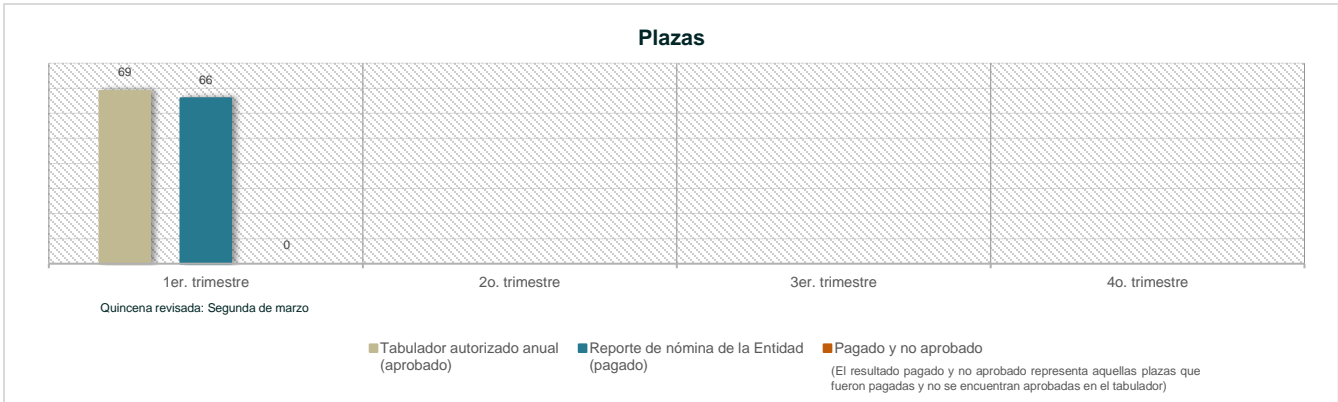 Plazas
69
66
0
1er. trimestre
2o. trimestre
3er. trimestre
4o. trimestre
Quincena revisada: Segunda de marzo
Tabulador autorizado anual
(aprobado)
Reporte de nómina de la Entidad
(pagado)
Pagado y no aprobado
(El resultado pagado y no aprobado representa aquellas plazas que
fueron pagadas y no se encuentran aprobadas en el tabulador)